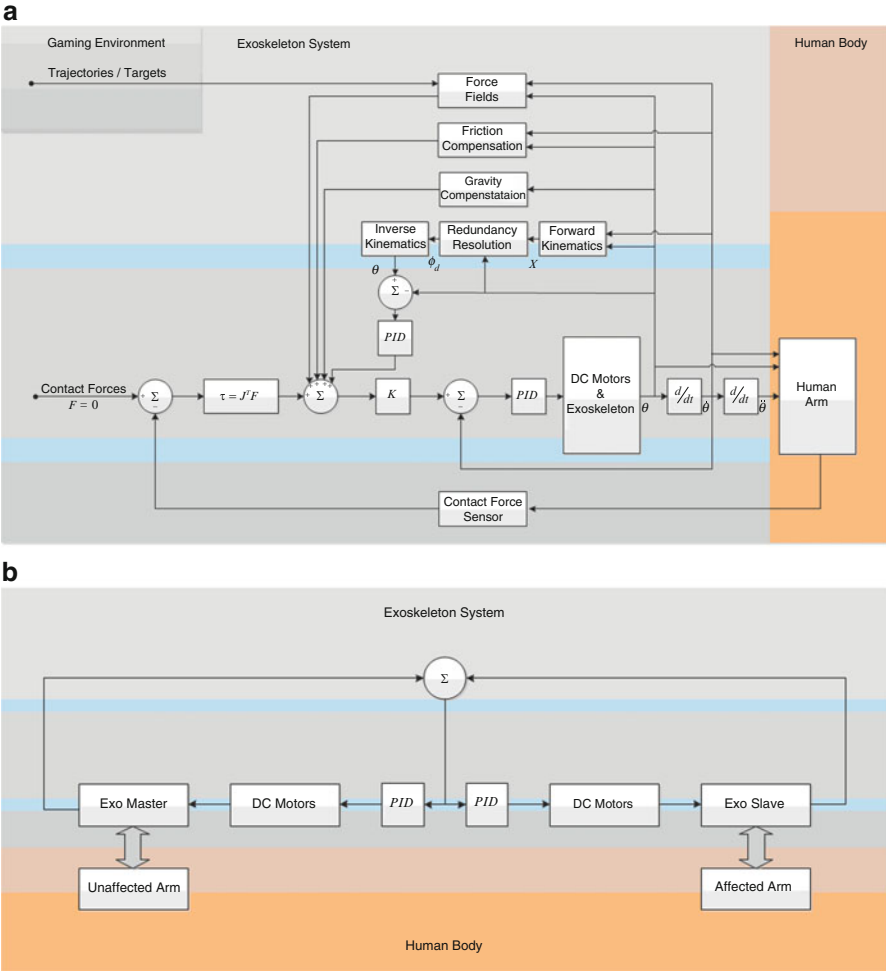 a
Gaming Environment
Exoskeleton System
Human Body
Trajectories / Targets
Force
Fields
Friction
Compensation
Gravity
Compenstataion
Inverse
Kinematics
Redundancy
Resolution
Forward
Kinematics
θ
ϕd
X
+
Σ
−
PID
Contact Forces
F = 0
+
Σ
−
τ = JᵀF
+ + + + +
Σ
K
+
Σ
−
PID
DC Motors
&
Exoskeleton
θ
d/dt
θ̇
d/dt
θ̈
Human
Arm
Contact Force
Sensor
b
Exoskeleton System
Σ
Exo Master
DC Motors
PID
PID
DC Motors
Exo Slave
Unaffected Arm
Affected Arm
Human Body